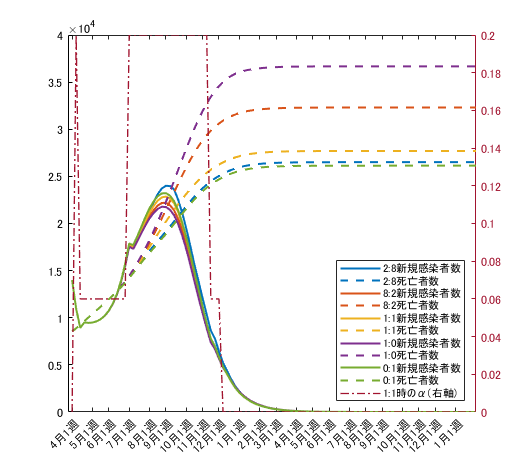 ×10⁴
4
3.5
3
2.5
2
1.5
1
0.5
0
0.2
0.18
0.16
0.14
0.12
0.1
0.08
0.06
0.04
0.02
0
2:8新規感染者数
2:8死亡者数
8:2新規感染者数
8:2死亡者数
1:1新規感染者数
1:1死亡者数
1:0新規感染者数
1:0死亡者数
0:1新規感染者数
0:1死亡者数
1:1時のα(右軸)
4月1週
5月1週
6月1週
7月1週
8月1週
9月1週
10月1週
11月1週
12月1週
1月1週
2月1週
3月1週
4月1週
5月1週
6月1週
7月1週
8月1週
9月1週
10月1週
11月1週
12月1週
1月1週